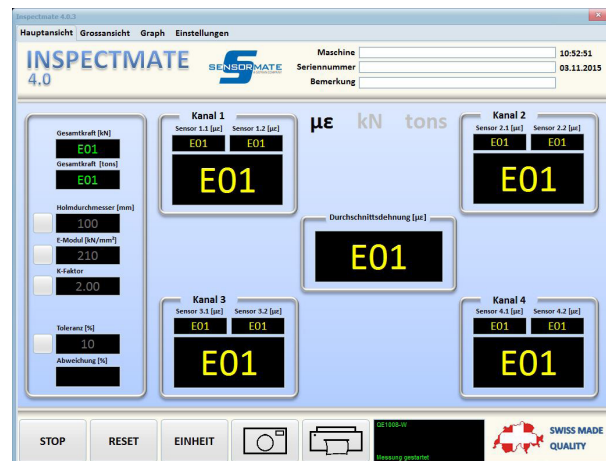 Inspectmate 4.0.3
Hauptansicht Grossansicht Graph Einstellungen
INSPECTMATE
4.0
SENSORMATE
Maschine
Seriennummer
Bemerkung
10:52:51
03.11.2015
Gesamtkraft [kN]
E01
Gesamtkraft [tons]
E01
Holmdurchmesser [mm]
100
E-Modul [kN/mm²]
210
K-Faktor
2.00
Toleranz [%]
10
Abweichung [%]
Kanal 1
Sensor 1.1 [µε] Sensor 1.2 [µε]
E01 E01
E01
µε kN tons
Kanal 2
Sensor 2.1 [µε] Sensor 2.2 [µε]
E01 E01
E01
Durchschnittsdehnung [µε]
E01
Kanal 3
Sensor 3.1 [µε] Sensor 3.2 [µε]
E01 E01
E01
Kanal 4
Sensor 4.1 [µε] Sensor 4.2 [µε]
E01 E01
E01
STOP RESET EINHEIT
QE1008-W
Messung gestartet
SWISS MADE
QUALITY